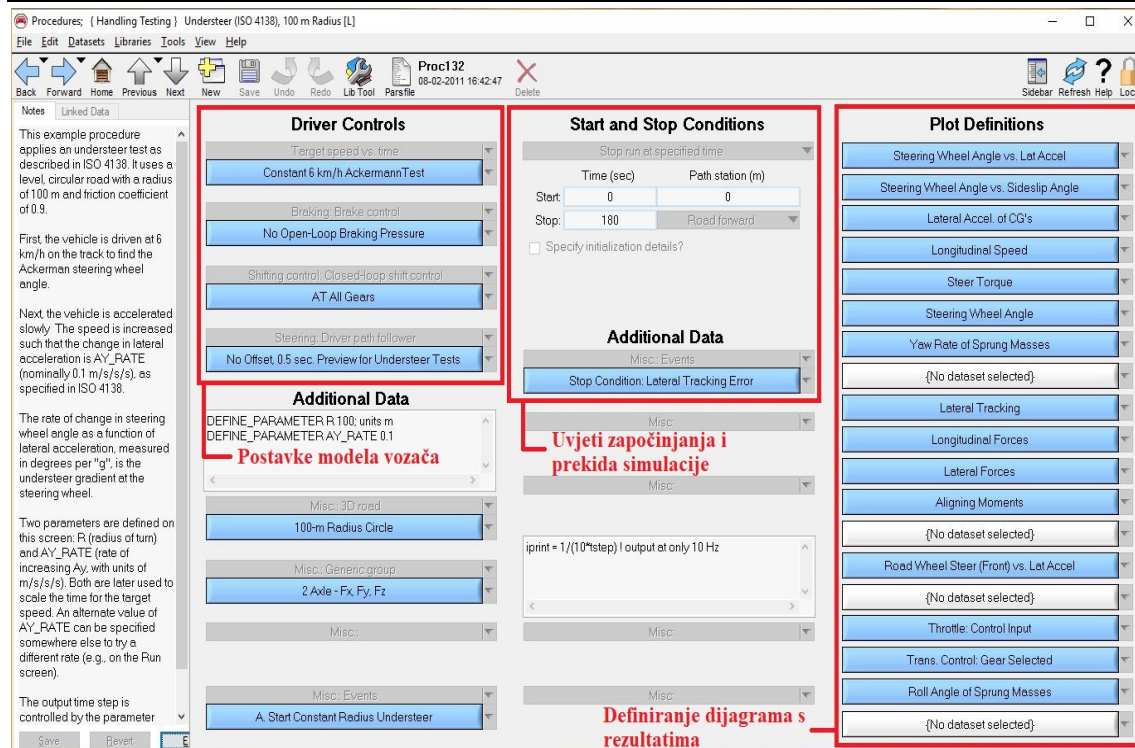 Procedures; { Handling Testing } Understeer (ISO 4138), 100 m Radius [L]
File Edit Datasets Libraries Tools View Help
Back Forward Home Previous Next New Save Undo Redo Lib Tool Parsfile
Proc132
08-02-2011 16:42:47
Delete
Sidebar Refresh Help Loc
Notes Linked Data
This example procedure
applies an understeer test as
described in ISO 4138. It uses a
level, circular road with a radius
of 100 m and friction coefficient
of 0.9.
First, the vehicle is driven at 6
km/h on the track to find the
Ackerman steering wheel
angle.
Next, the vehicle is accelerated
slowly. The speed is increased
such that the change in lateral
acceleration is AY_RATE
(nominally 0.1 m/s/s/s), as
specified in ISO 4138.
The rate of change in steering
wheel angle as a function of
lateral acceleration, measured
in degrees per "g", is the
understeer gradient at the
steering wheel.
Two parameters are defined on
this screen: R (radius of turn)
and AY_RATE (rate of
increasing Ay, with units of
m/s/s/s). Both are later used to
scale the time for the target
speed. An alternate value of
AY_RATE can be specified
somewhere else to try a
different rate (e.g., on the Run
screen).
The output time step is
controlled by the parameter
Save Revert E
Driver Controls
Target speed vs. time
Constant 6 km/h AckermannTest
Braking: Brake control
No Open-Loop Braking Pressure
Shifting control: Closed-loop shift control
AT All Gears
Steering: Driver path follower
No Offset, 0.5 sec. Preview for Understeer Tests
Additional Data
DEFINE_PARAMETER R 100; units m
DEFINE_PARAMETER AY_RATE 0.1
Postavke modela vozača
Misc.: 3D road
100-m Radius Circle
Misc.: Generic group
2 Axle - Fx, Fy, Fz
Misc.:
Misc.: Events
A. Start Constant Radius Understeer
Start and Stop Conditions
Stop run at specified time
Time (sec) Path station (m)
Start: 0 0
Stop: 180 Road forward
Specify initialization details?
Additional Data
Misc.: Events
Stop Condition: Lateral Tracking Error
Misc:
Uvjeti započinjanja i
prekida simulacije
Misc:
iprint = 1/(10*tstep) ! output at only 10 Hz
Misc:
Misc:
Definiranje dijagrama s
rezultatima
Plot Definitions
Steering Wheel Angle vs. Lat Accel
Steering Wheel Angle vs. Sideslip Angle
Lateral Accel. of CG's
Longitudinal Speed
Steer Torque
Steering Wheel Angle
Yaw Rate of Sprung Masses
{No dataset selected}
Lateral Tracking
Longitudinal Forces
Lateral Forces
Aligning Moments
{No dataset selected}
Road Wheel Steer (Front) vs. Lat Accel
{No dataset selected}
Throttle: Control Input
Trans. Control: Gear Selected
Roll Angle of Sprung Masses
{No dataset selected}